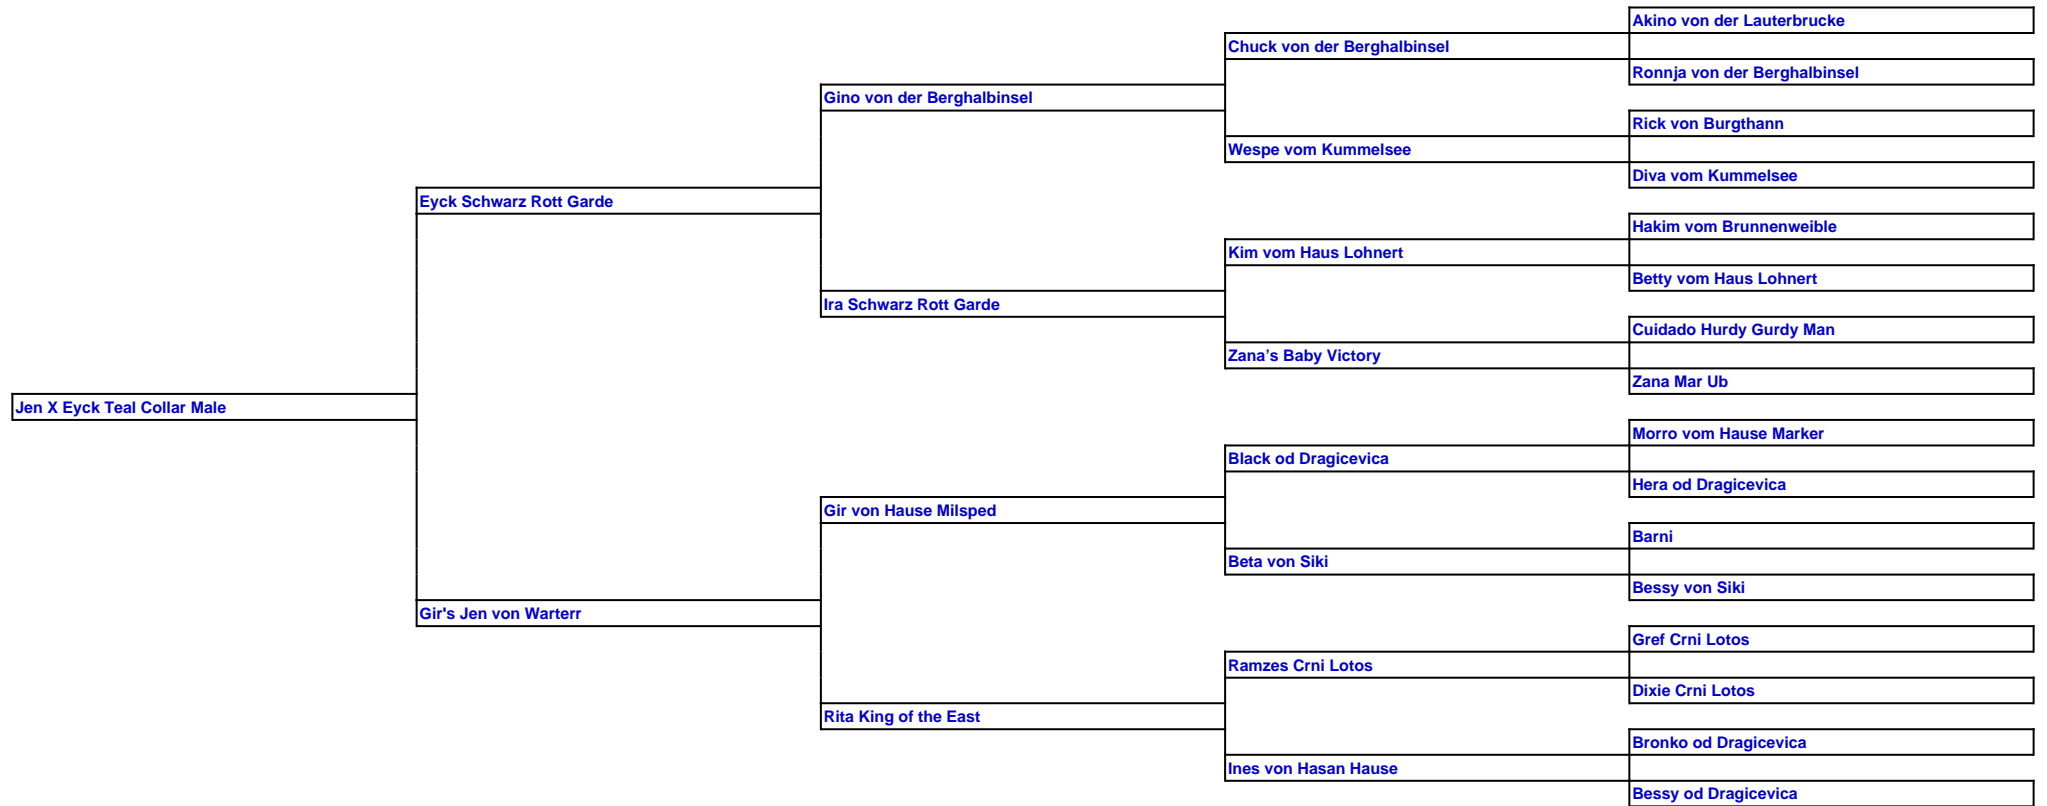 Akino von der Lauterbrucke
Chuck von der Berghalbinsel
Ronnja von der Berghalbinsel
Gino von der Berghalbinsel
Rick von Burgthann
Wespe vom Kummelsee
Diva vom Kummelsee
Eyck Schwarz Rott Garde
Hakim vom Brunnenweible
Kim vom Haus Lohnert
Betty vom Haus Lohnert
Ira Schwarz Rott Garde
Cuidado Hurdy Gurdy Man
Zana’s Baby Victory
Zana Mar Ub
Jen X Eyck Teal Collar Male
Morro vom Hause Marker
Black od Dragicevica
Hera od Dragicevica
Gir von Hause Milsped
Barni
Beta von Siki
Bessy von Siki
Gir's Jen von Warterr
Gref Crni Lotos
Ramzes Crni Lotos
Dixie Crni Lotos
Rita King of the East
Bronko od Dragicevica
Ines von Hasan Hause
Bessy od Dragicevica